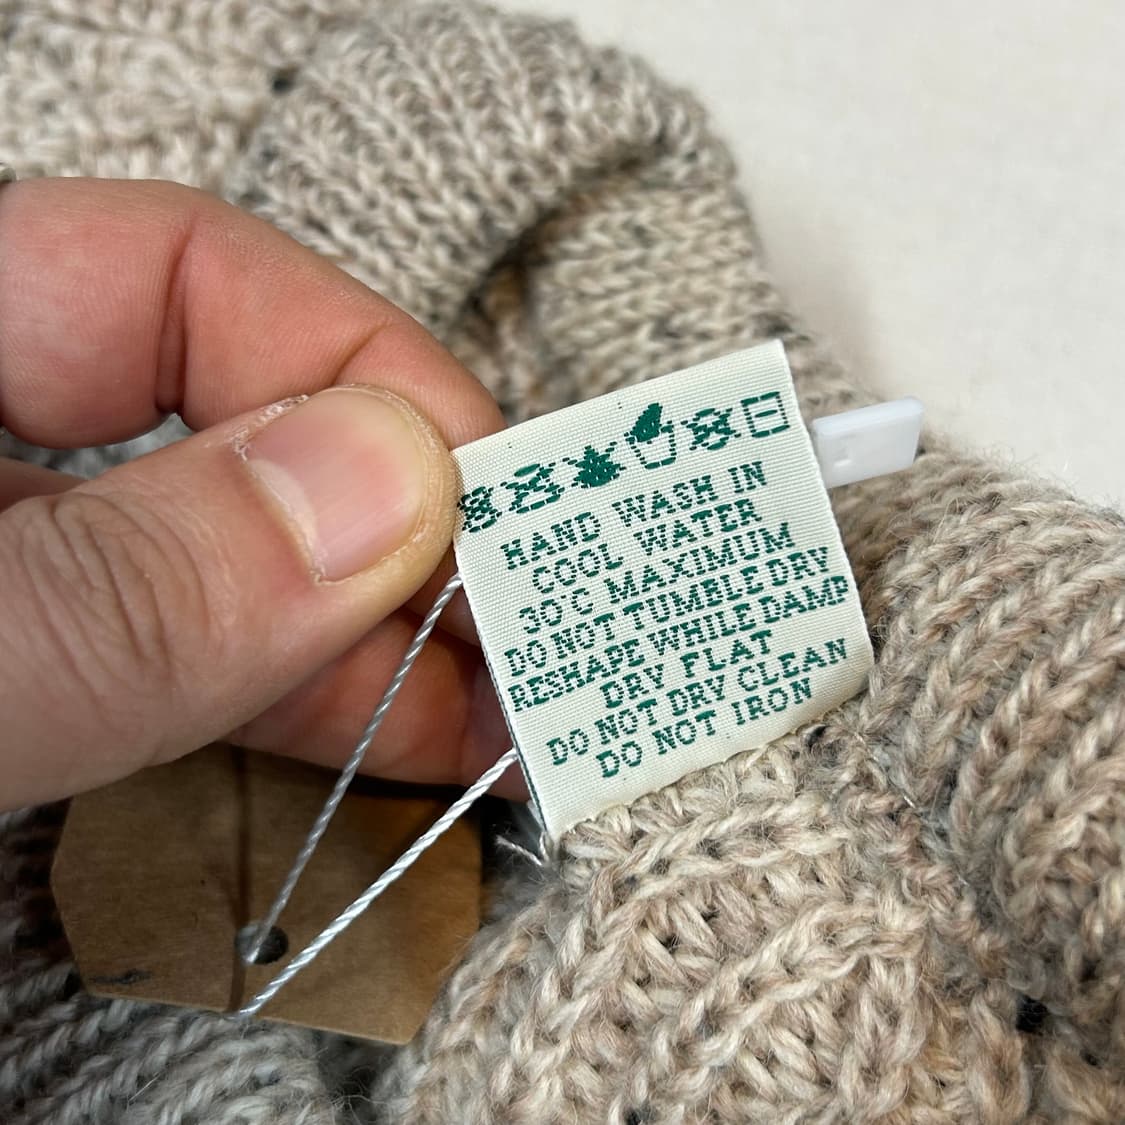 HAND WASH IN
COOL WATER
30°C MAXIMUM
DO NOT TUMBLE DRY
RESHAPE WHILE DAMP
DRY FLAT
DO NOT DRY CLEAN
DO NOT IRON